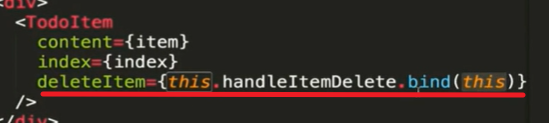 <div>
<TodoItem
content={item}
index={index}
deleteItem={this.handleItemDelete.bind(this)}
/>
</div>